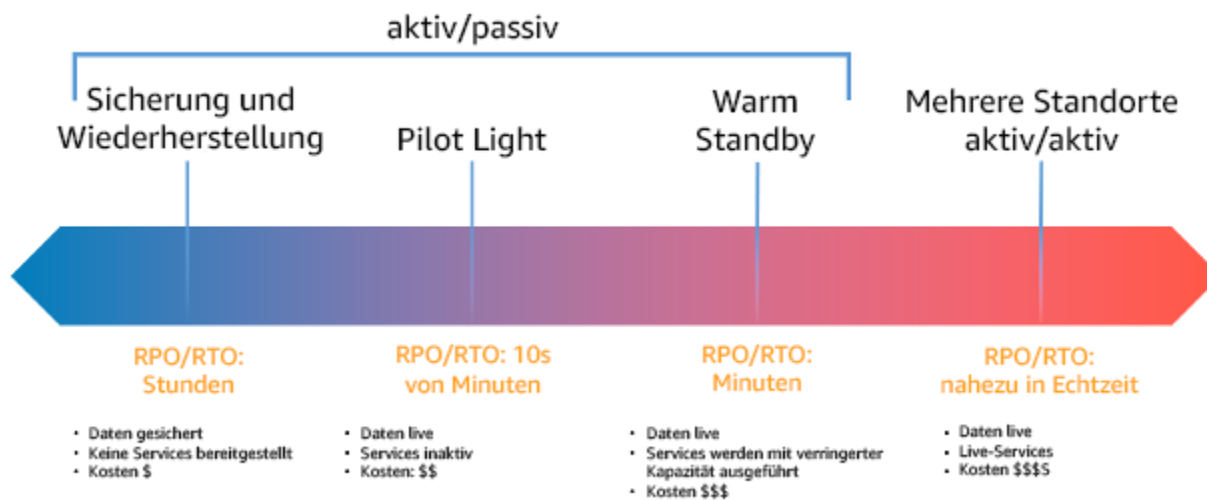 aktiv/passiv
Sicherung und
Wiederherstellung
Pilot Light
Warm
Standby
Mehrere Standorte
aktiv/aktiv
RPO/RTO:
Stunden
RPO/RTO: 10s
von Minuten
RPO/RTO:
Minuten
RPO/RTO:
nahezu in Echtzeit
• Daten gesichert
• Keine Services bereitgestellt
• Kosten $
• Daten live
• Services inaktiv
• Kosten: $$
• Daten live
• Services werden mit verringerter
Kapazität ausgeführt
• Kosten $$$
• Daten live
• Live-Services
• Kosten $$$$